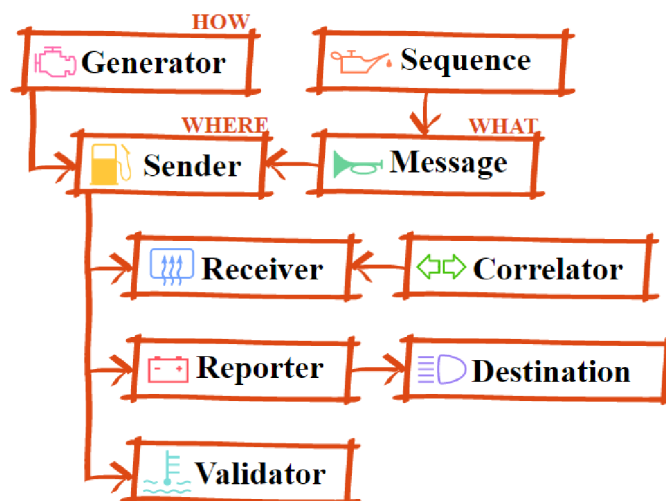 HOW
Generator
Sequence
WHERE
WHAT
Sender
Message
Receiver
Correlator
Reporter
Destination
Validator